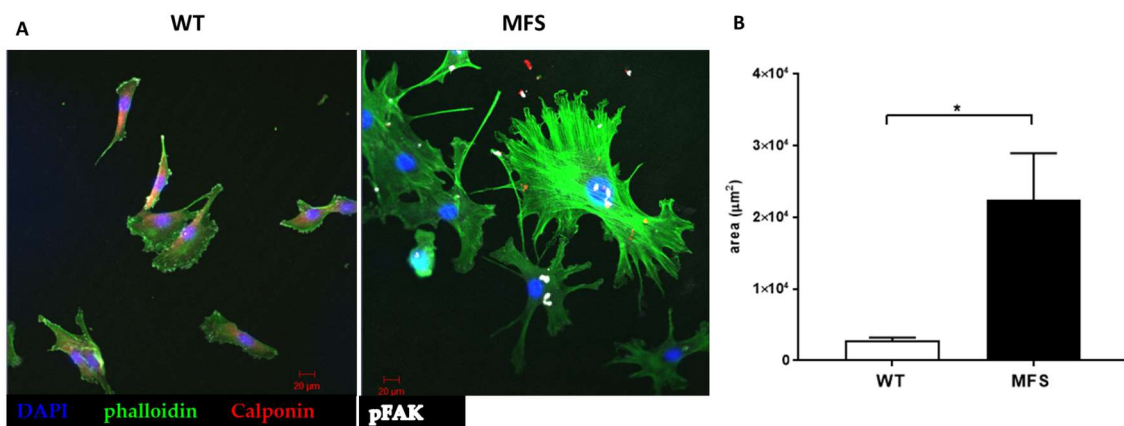 A
WT
MFS
20 µm
20 µm
DAPI phalloidin Calponin pFAK
B
4×10⁴
3×10⁴
2×10⁴
1×10⁴
0
area (µm²)
*
WT
MFS